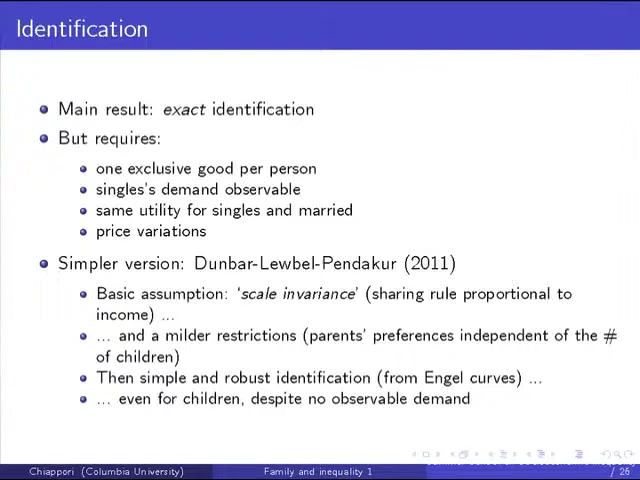 Identification
Main result: exact identification
But requires:
one exclusive good per person
singles's demand observable
same utility for singles and married
price variations
Simpler version: Dunbar-Lewbel-Pendakur (2011)
Basic assumption: ‘scale invariance’ (sharing rule proportional to
income) ...
... and a milder restrictions (parents’ preferences independent of the #
of children)
Then simple and robust identification (from Engel curves) ...
... even for children, despite no observable demand
Chiappori (Columbia University)
Family and inequality 1
/ 26